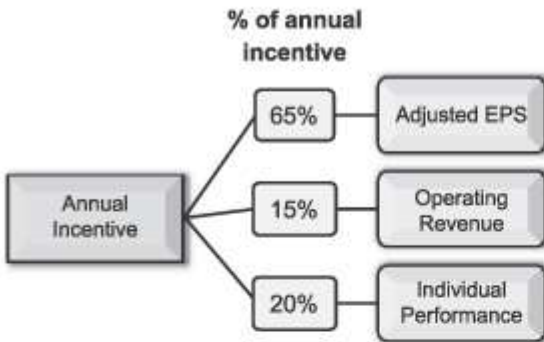 % of annual
incentive
65%
Adjusted EPS
Annual
Incentive
15%
Operating
Revenue
20%
Individual
Performance